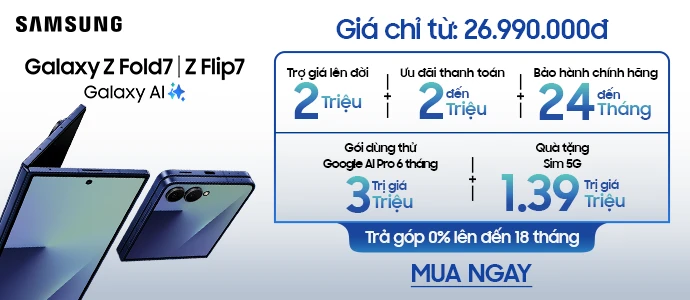 SAMSUNG
Galaxy Z Fold7 | Z Flip7
Galaxy AI
Giá chỉ từ: 26.990.000đ
Trợ giá lên đời
2 Triệu
+
Ưu đãi thanh toán
2 đến Triệu
+
Bảo hành chính hãng
24 đến Tháng
Gói dùng thử
Google AI Pro 6 tháng
3 Trị giá Triệu
+
Quà tặng
Sim 5G
1.39 Trị giá Triệu
Trả góp 0% lên đến 18 tháng
MUA NGAY